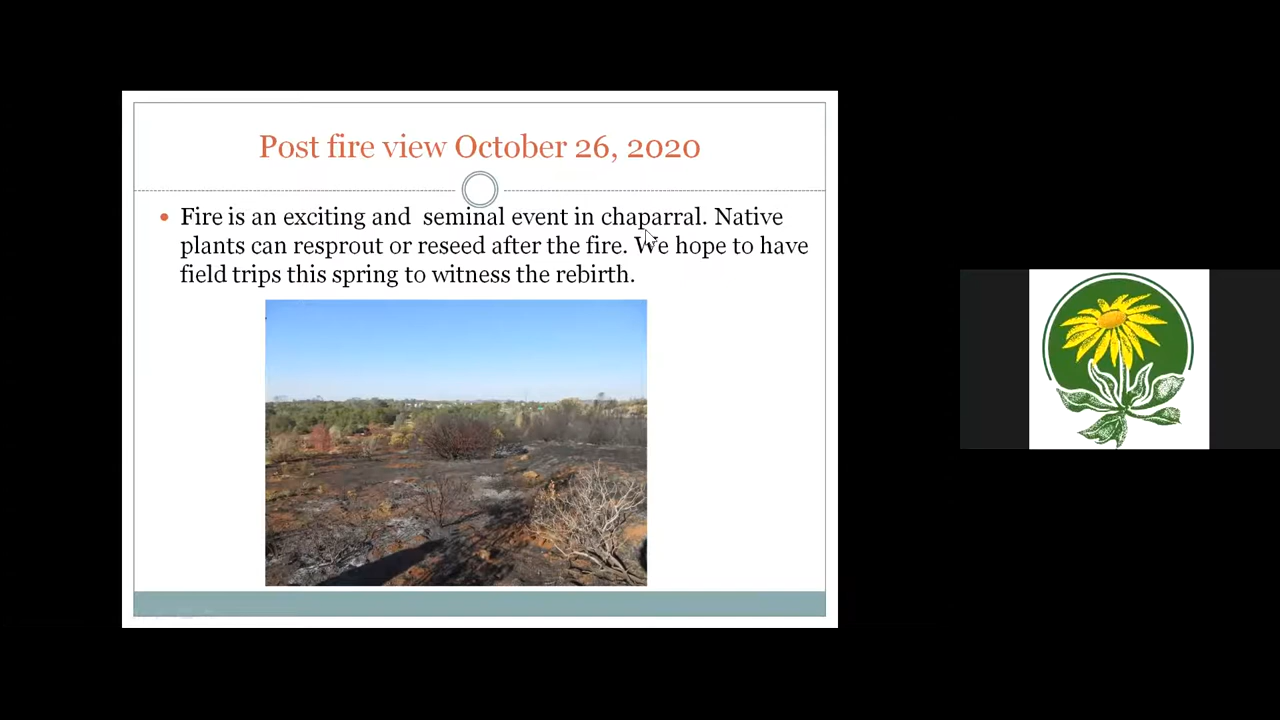 Post fire view October 26, 2020
Fire is an exciting and  seminal event in chaparral. Native
plants can resprout or reseed after the fire. We hope to have
field trips this spring to witness the rebirth.